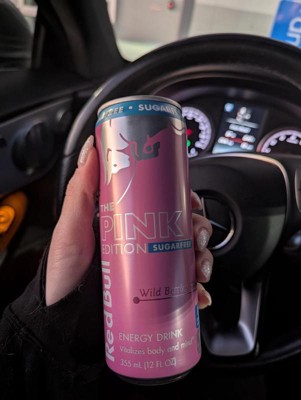 FREE • SUGARFREE
THE
PINK
EDITION SUGARFREE
Red Bull
Wild
ENERGY DRINK
Vitalizes body and mind.
355 mL (12 fl oz)